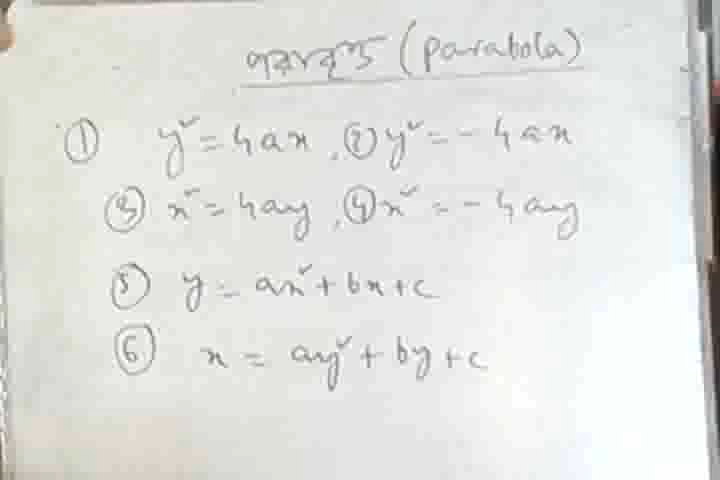 পরাবৃত্ত (Parabola)
① y² = 4ax, ② y² = - 4ax
③ x² = 4ay, ④ x² = - 4ay
⑤ y = ax² + bx + c
⑥ x = ay² + by + c